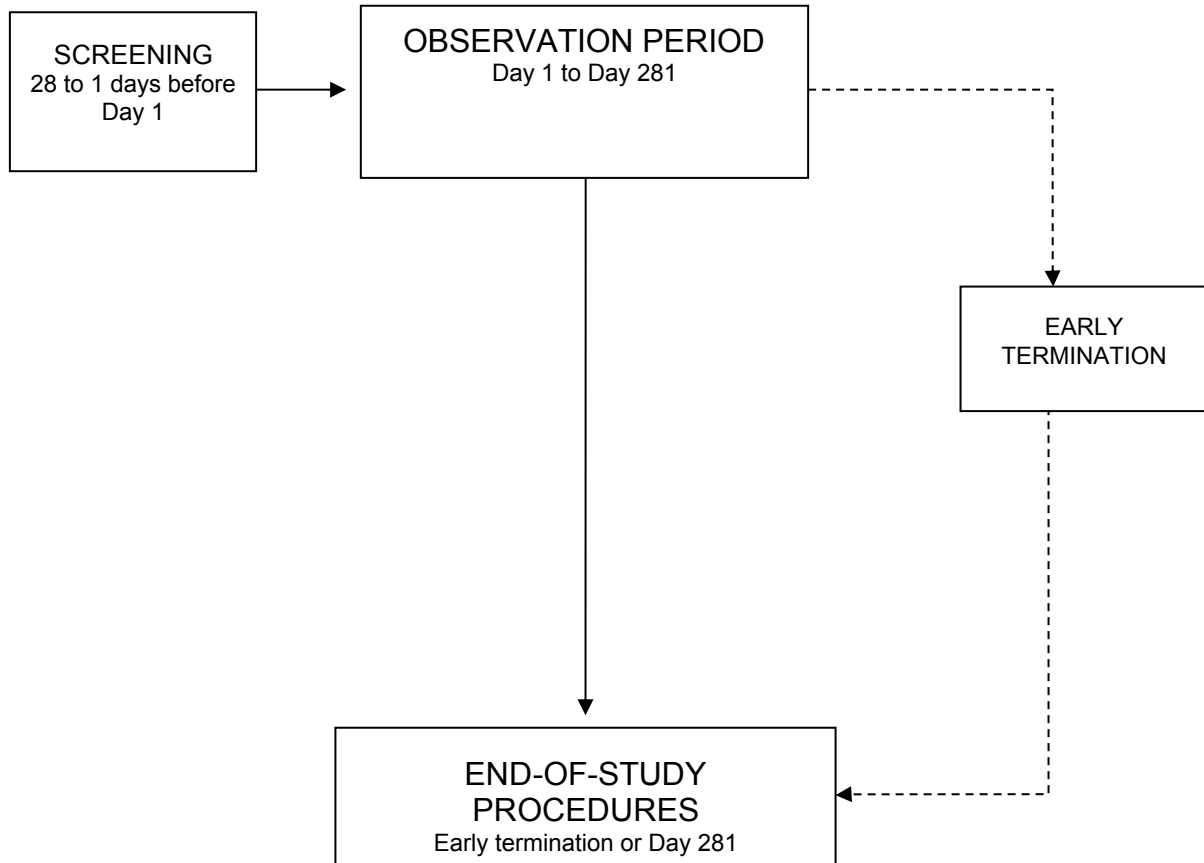 SCREENING
28 to 1 days before
Day 1
OBSERVATION PERIOD
Day 1 to Day 281
EARLY
TERMINATION
END-OF-STUDY
PROCEDURES
Early termination or Day 281